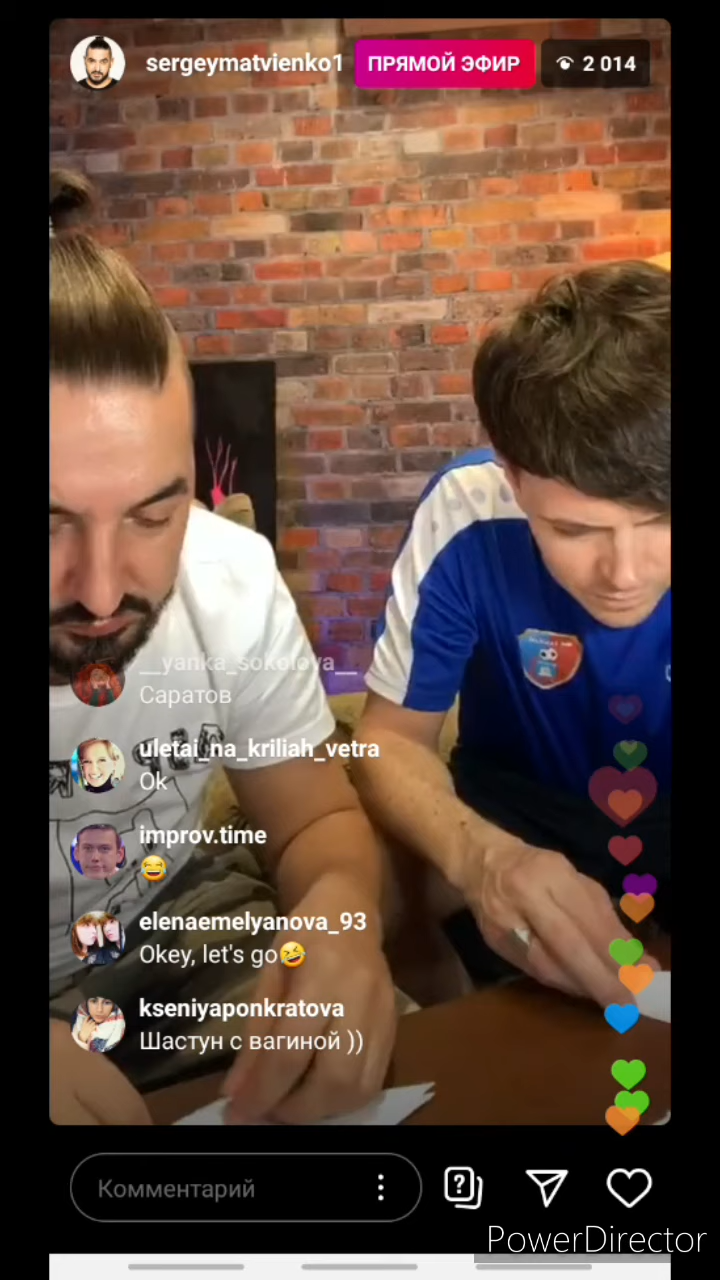 sergeymatvienko1 ПРЯМОЙ ЭФИР 2 014
__yanka_sokolova__
Саратов
uletai_na_kriliah_vetra
Ok
improv.time
😂
elenaemelyanova_93
Okey, let's go🤣
kseniyaponkratova
Шастун с вагиной ))
Комментарий
PowerDirector